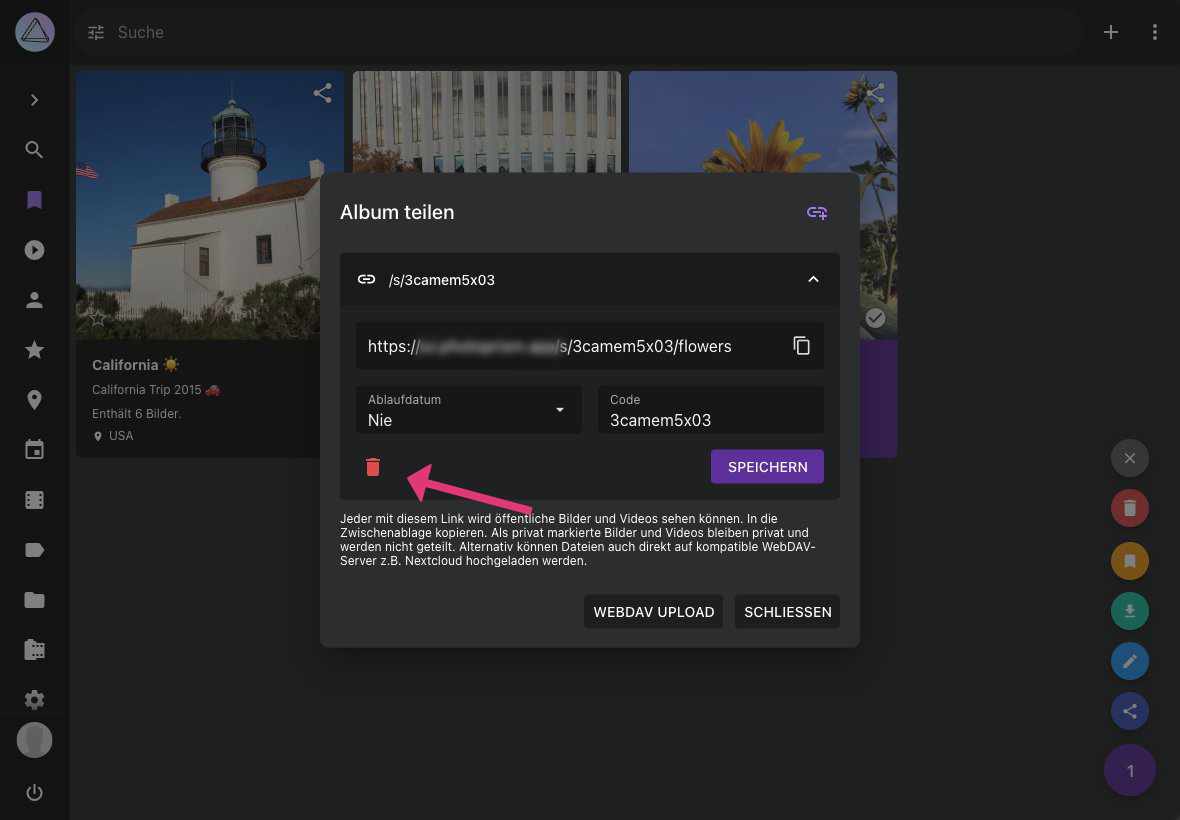 Suche
California ☀️
California Trip 2015 🚗
Enthält 6 Bilder.
USA
Album teilen
/s/3camem5x03
https:// s/3camem5x03/flowers
Ablaufdatum
Nie
Code
3camem5x03
SPEICHERN
Jeder mit diesem Link wird öffentliche Bilder und Videos sehen können. In die
Zwischenablage kopieren. Als privat markierte Bilder und Videos bleiben privat und
werden nicht geteilt. Alternativ können Dateien auch direkt auf kompatible WebDAV-
Server z.B. Nextcloud hochgeladen werden.
WEBDAV UPLOAD
SCHLIESSEN
1